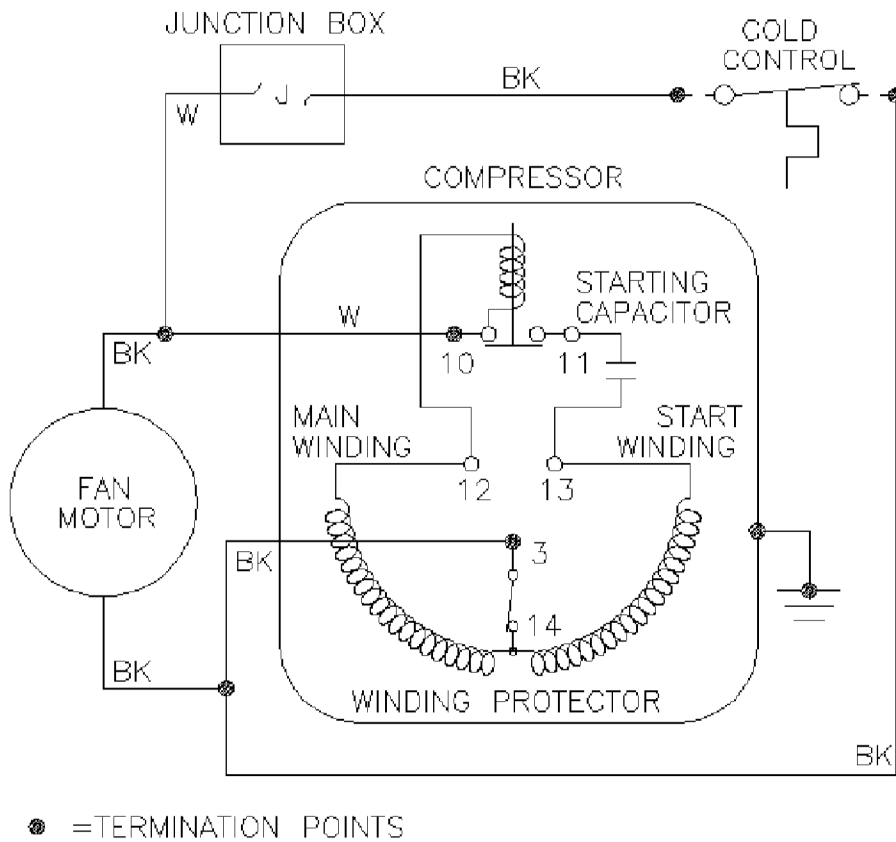 JUNCTION BOX
COLD
CONTROL
BK
W
J
COMPRESSOR
STARTING
CAPACITOR
W
BK
10
11
MAIN
WINDING
START
WINDING
12
13
FAN
MOTOR
BK
3
14
BK
WINDING PROTECTOR
BK
=TERMINATION POINTS